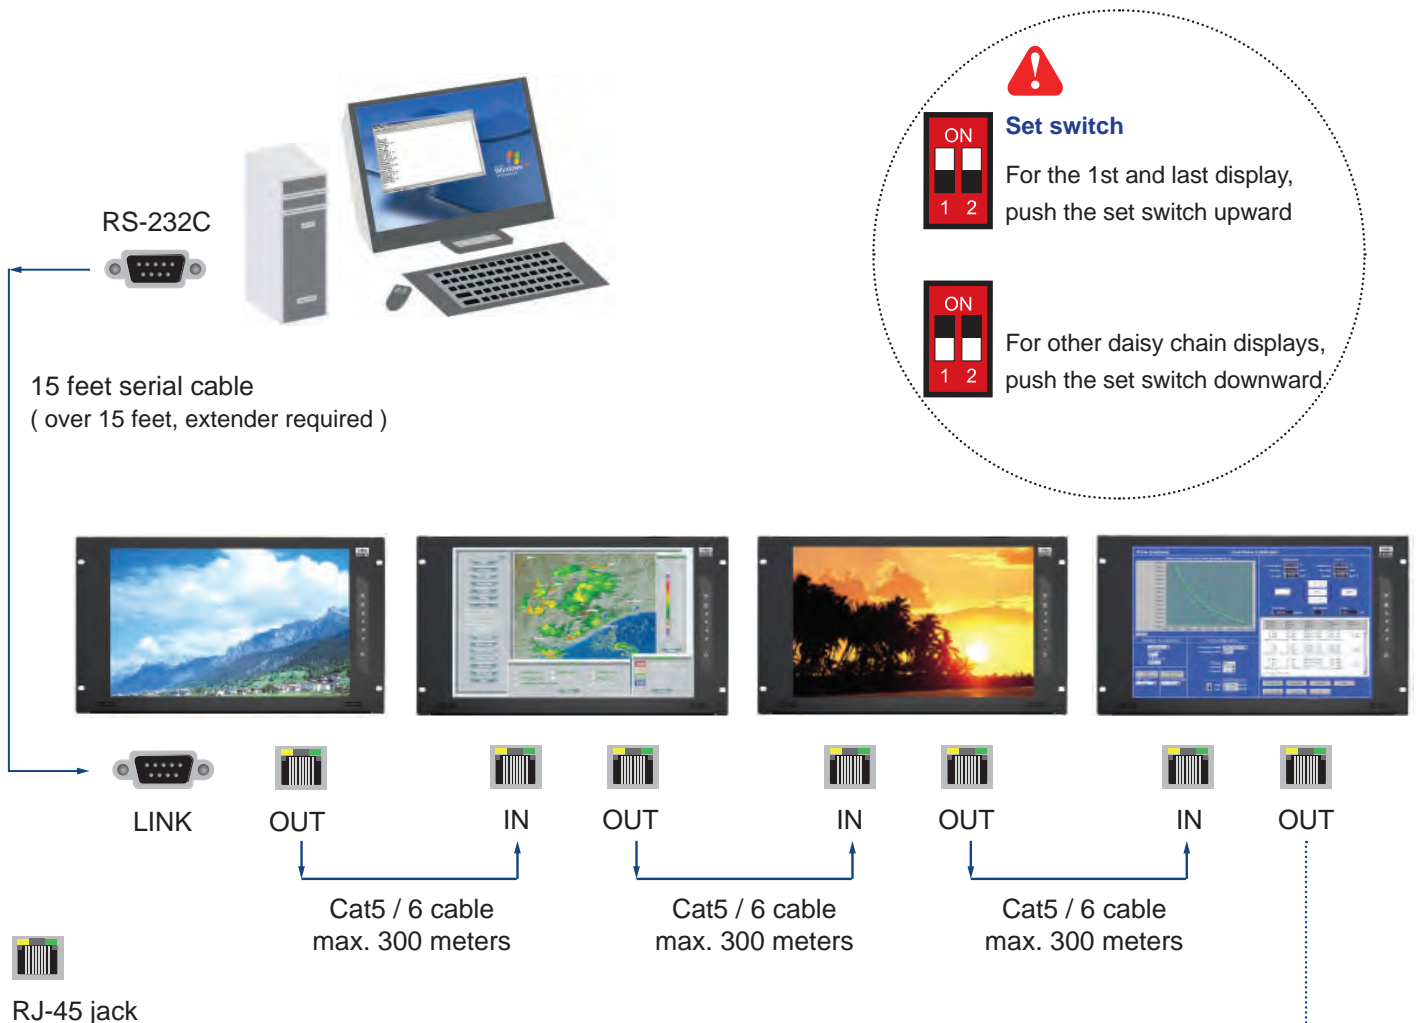 Set switch
ON
1 2
For the 1st and last display,
push the set switch upward
ON
1 2
For other daisy chain displays,
push the set switch downward.
RS-232C
Windows
15 feet serial cable
( over 15 feet, extender required )
LINK
OUT
IN
OUT
IN
OUT
IN
OUT
Cat5 / 6 cable
max. 300 meters
Cat5 / 6 cable
max. 300 meters
Cat5 / 6 cable
max. 300 meters
RJ-45 jack